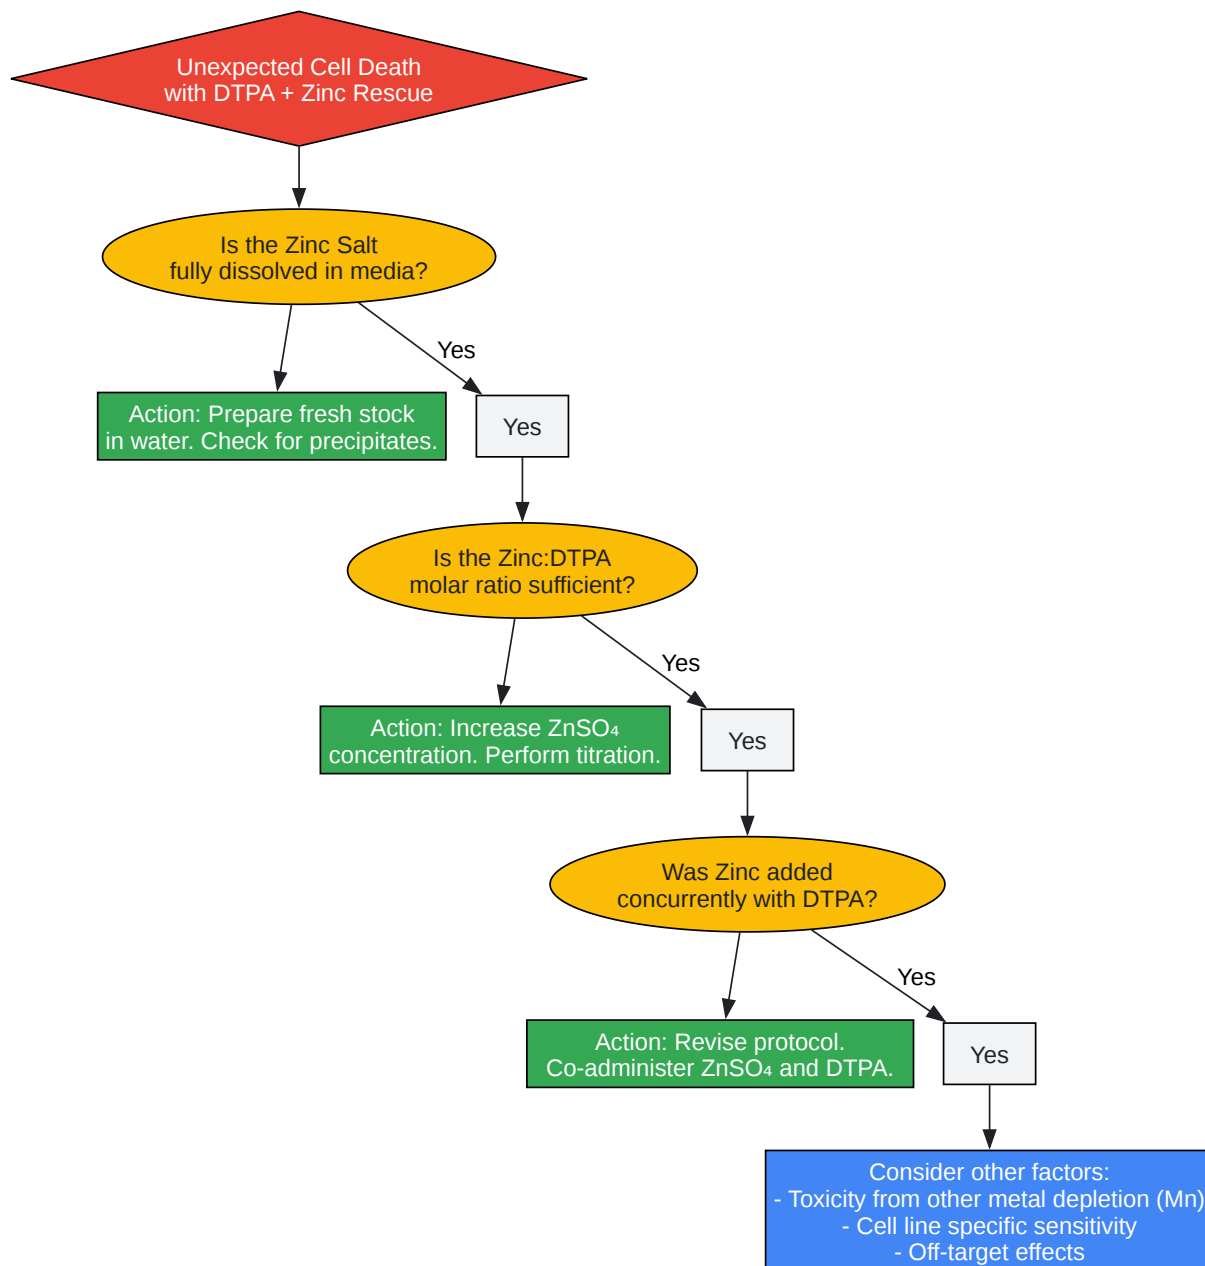 Unexpected Cell Death
with DTPA + Zinc Rescue
Is the Zinc Salt
fully dissolved in media?
Yes
Action: Prepare fresh stock
in water. Check for precipitates.
Yes
Is the Zinc:DTPA
molar ratio sufficient?
Yes
Action: Increase ZnSO₄
concentration. Perform titration.
Yes
Was Zinc added
concurrently with DTPA?
Yes
Action: Revise protocol.
Co-administer ZnSO₄ and DTPA.
Yes
Consider other factors:
- Toxicity from other metal depletion (Mn)
- Cell line specific sensitivity
- Off-target effects